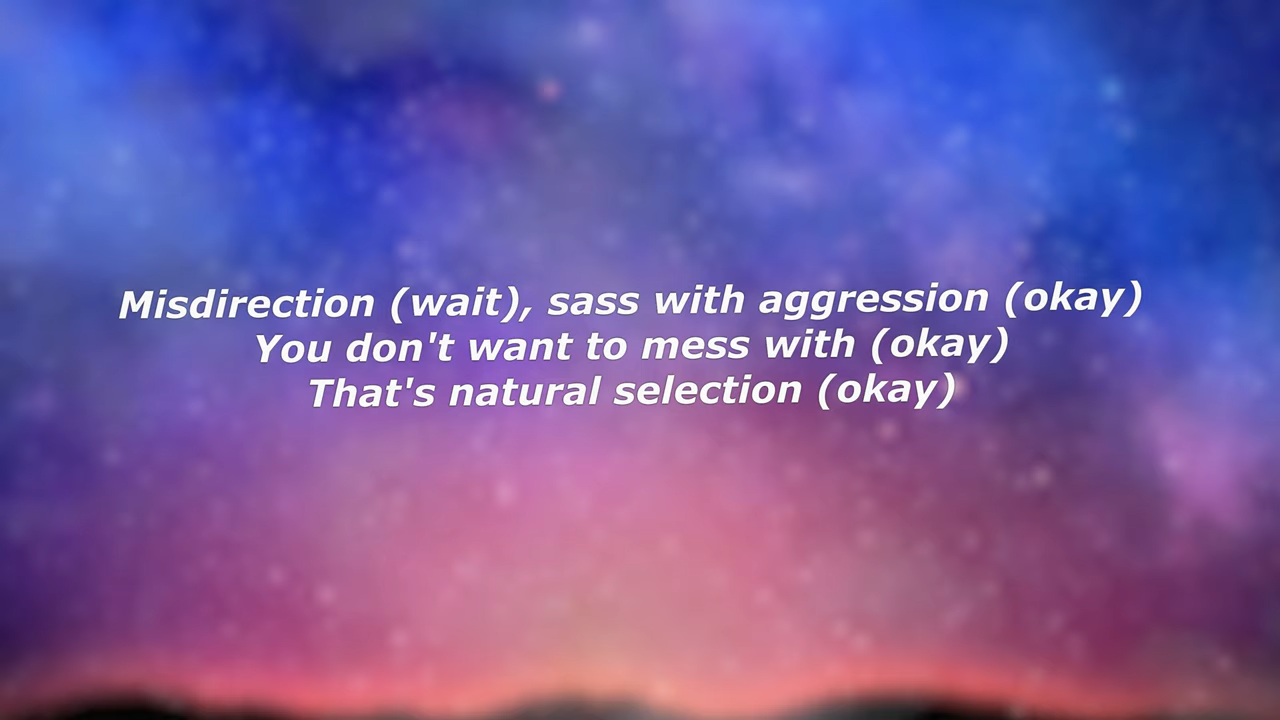 Misdirection (wait), sass with aggression (okay)
You don't want to mess with (okay)
That's natural selection (okay)